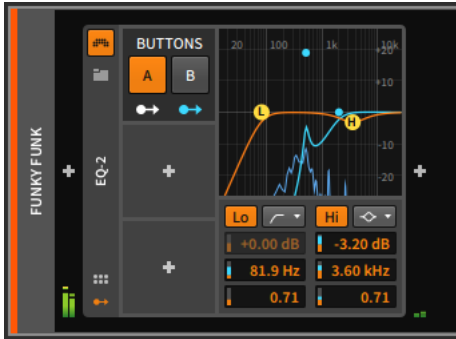 FUNKY FUNK
EQ-2
BUTTONS
A B
20 100 1k 10k
+20
+10
-10
-20
L
H
Lo Hi
+0.00 dB -3.20 dB
81.9 Hz 3.60 kHz
0.71 0.71